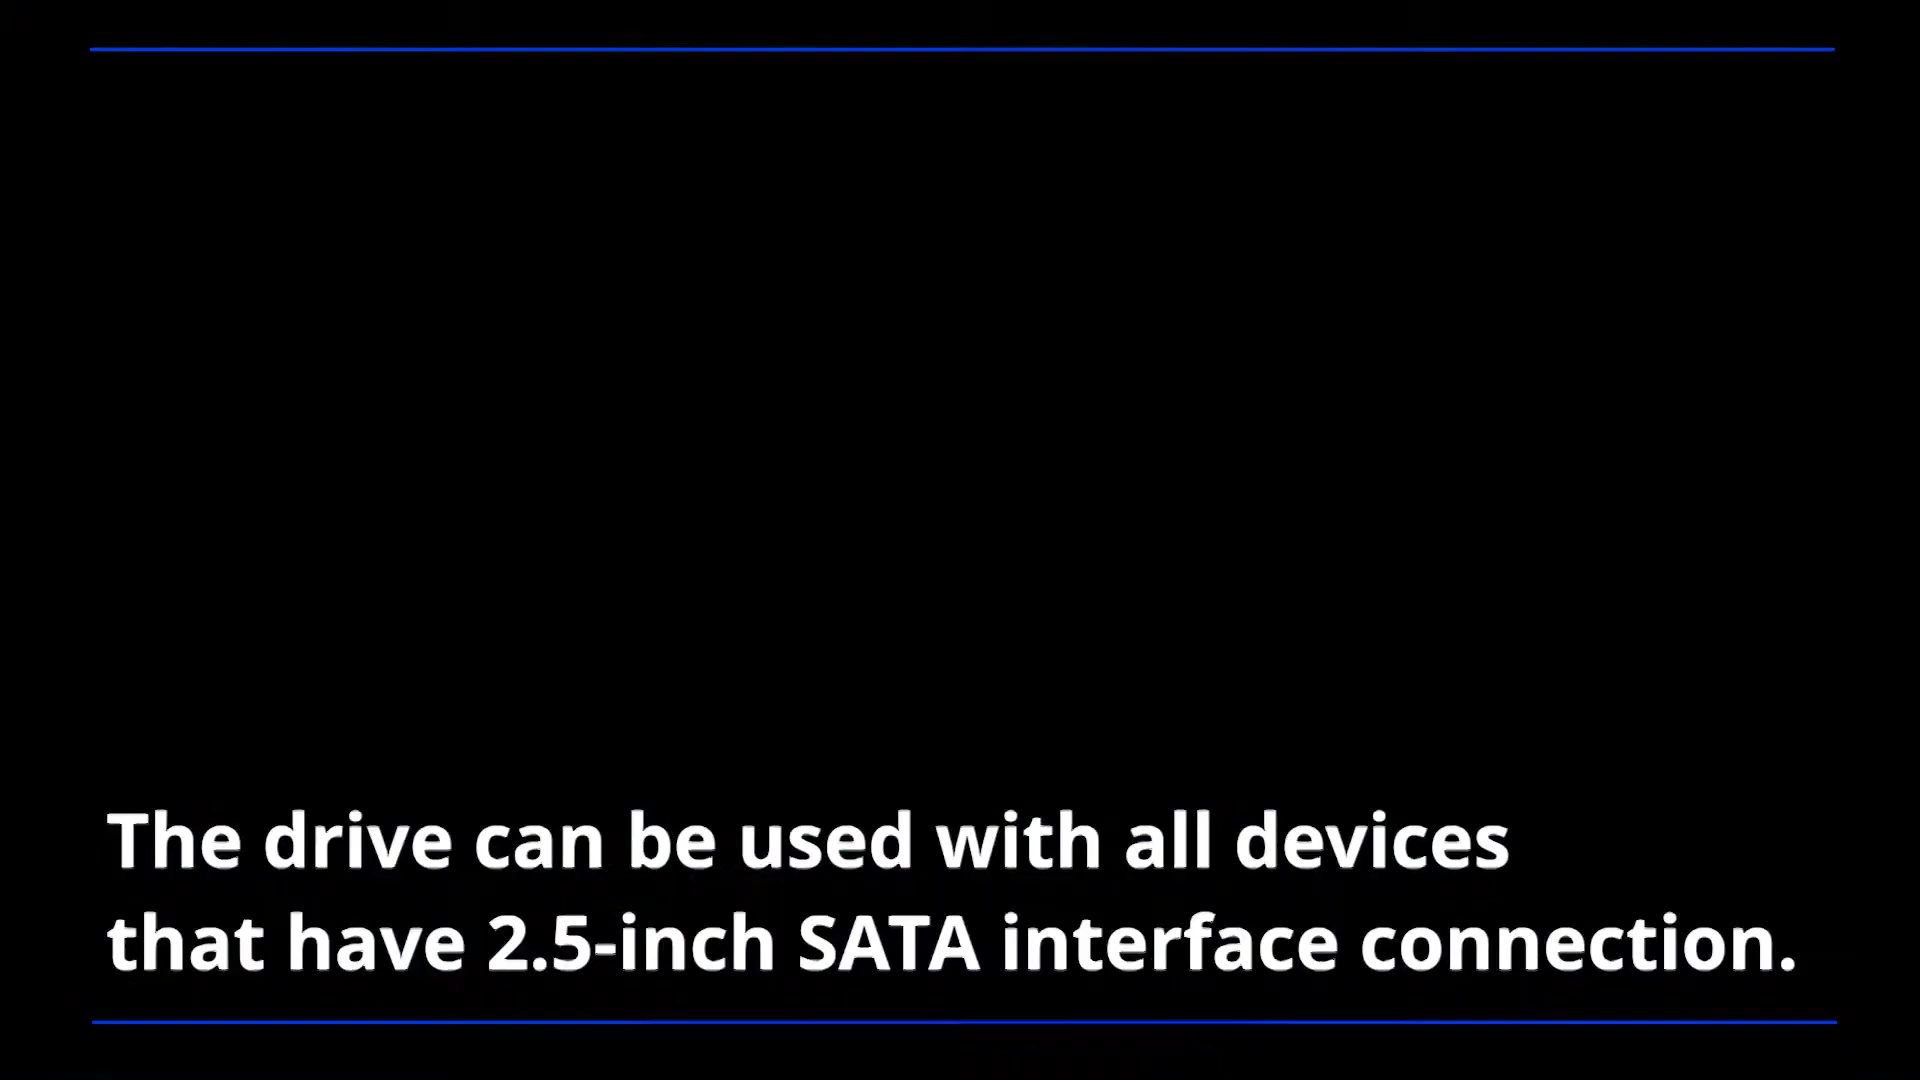 The drive can be used with all devices
that have 2.5-inch SATA interface connection.